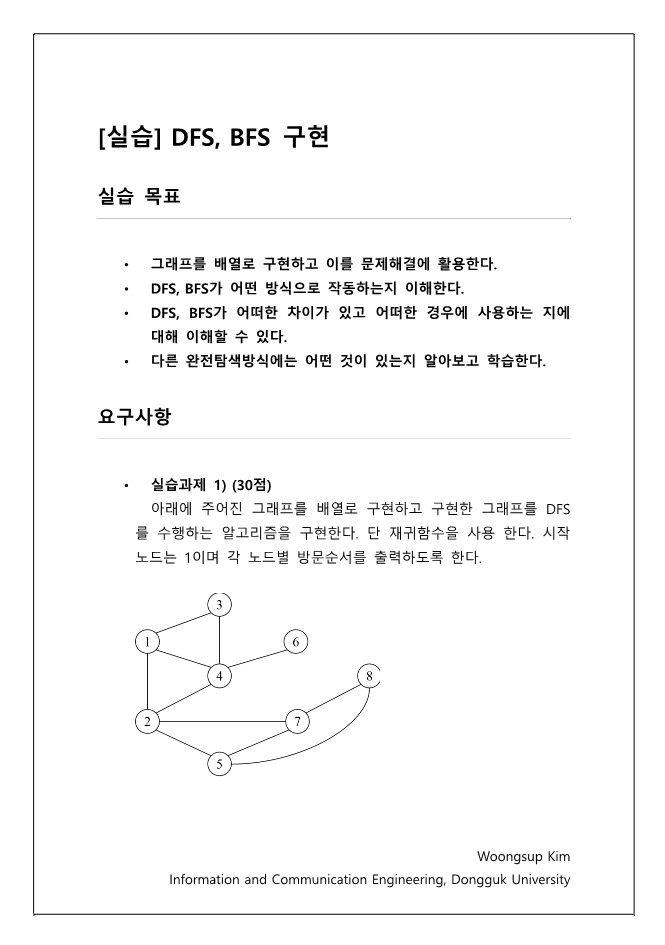 [실습] DFS, BFS 구현
실습 목표
• 그래프를 배열로 구현하고 이를 문제해결에 활용한다.
• DFS, BFS가 어떤 방식으로 작동하는지 이해한다.
• DFS, BFS가 어떠한 차이가 있고 어떠한 경우에 사용하는 지에
대해 이해할 수 있다.
• 다른 완전탐색방식에는 어떤 것이 있는지 알아보고 학습한다.
요구사항
• 실습과제 1) (30점)
아래에 주어진 그래프를 배열로 구현하고 구현한 그래프를 DFS
를 수행하는 알고리즘을 구현한다. 단 재귀함수을 사용 한다. 시작
노드는 1이며 각 노드별 방문순서를 출력하도록 한다.
3
1
6
4
8
2
7
5
Woongsup Kim
Information and Communication Engineering, Dongguk University